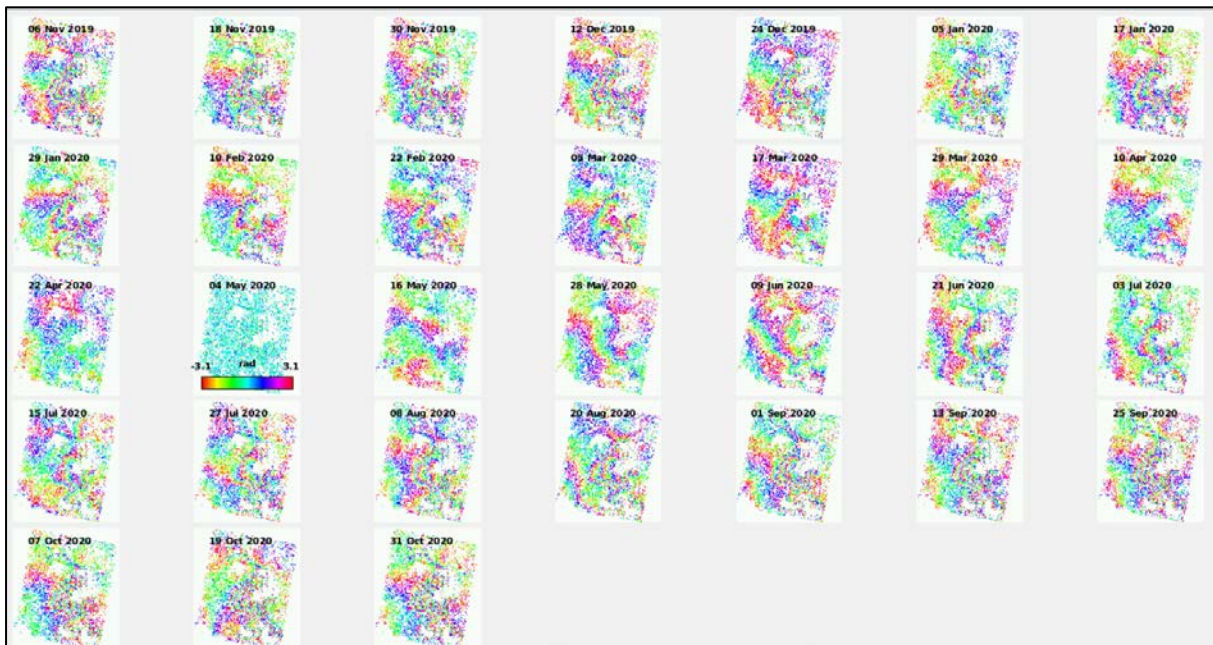 06 Nov 2019 18 Nov 2019 30 Nov 2019 12 Dec 2019 24 Dec 2019 05 Jan 2020 17 Jan 2020
29 Jan 2020 10 Feb 2020 22 Feb 2020 05 Mar 2020 17 Mar 2020 29 Mar 2020 10 Apr 2020
22 Apr 2020 04 May 2020 16 May 2020 28 May 2020 09 Jun 2020 21 Jun 2020 03 Jul 2020
-3.1 rad 3.1
15 Jul 2020 27 Jul 2020 08 Aug 2020 20 Aug 2020 01 Sep 2020 13 Sep 2020 25 Sep 2020
07 Oct 2020 19 Oct 2020 31 Oct 2020